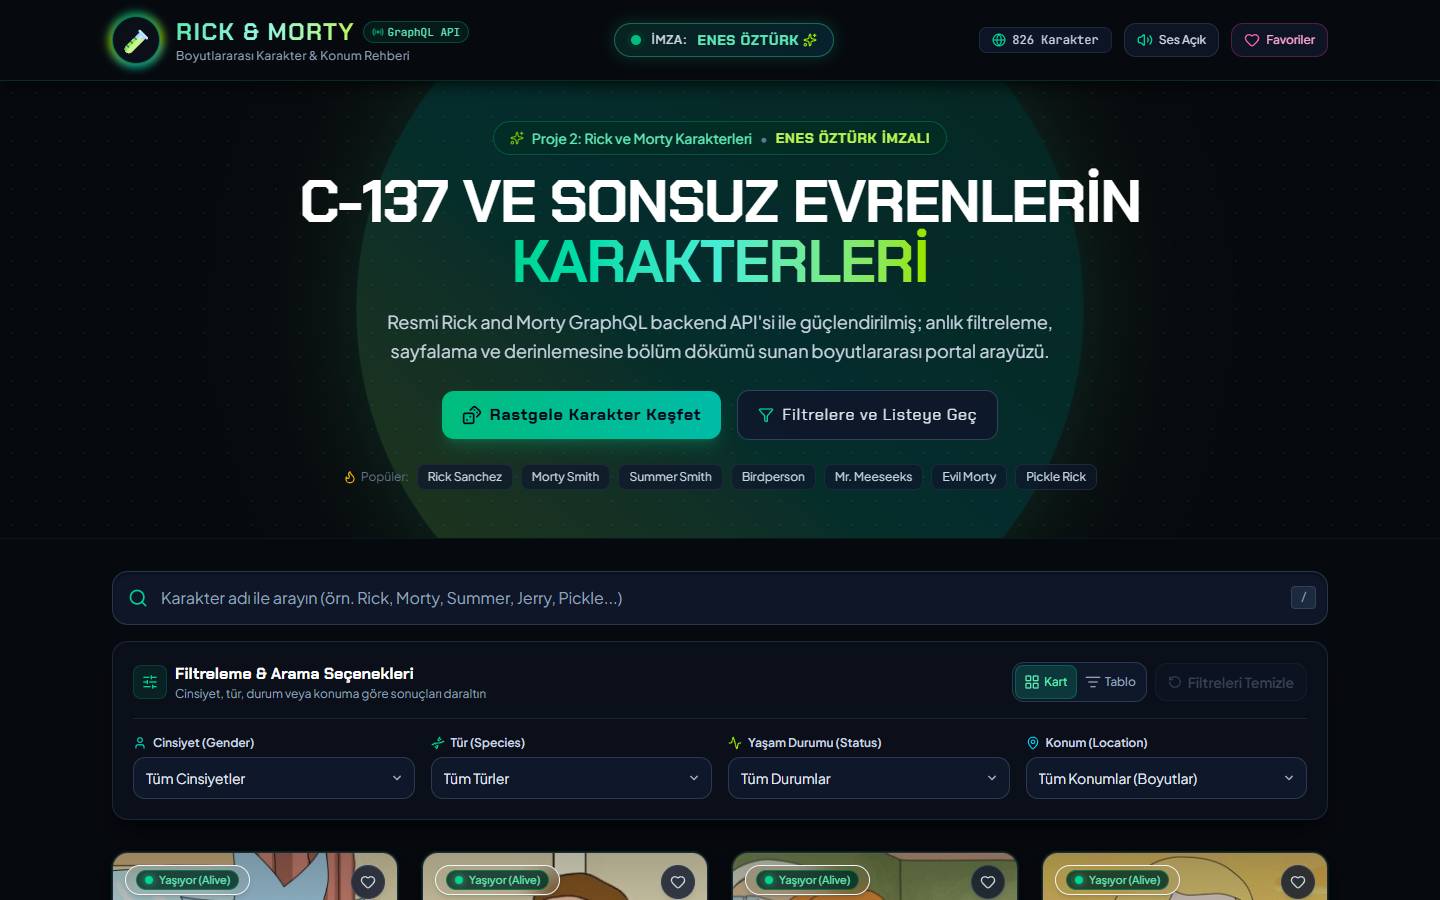 RICK & MORTY
GraphQL API
Boyutlararası Karakter & Konum Rehberi
İMZA: ENES ÖZTÜRK
826 Karakter
Ses Açık
Favoriler
Proje 2: Rick ve Morty Karakterleri • ENES ÖZTÜRK İMZALI
C-137 VE SONSUZ EVRENLERİN
KARAKTERLERİ
Resmi Rick and Morty GraphQL backend API'si ile güçlendirilmiş; anlık filtreleme,
sayfalama ve derinlemesine bölüm dökümü sunan boyutlararası portal arayüzü.
Rastgele Karakter Keşfet
Filtrelere ve Listeye Geç
Popüler:
Rick Sanchez
Morty Smith
Summer Smith
Birdperson
Mr. Meeseeks
Evil Morty
Pickle Rick
Karakter adı ile arayın (örn. Rick, Morty, Summer, Jerry, Pickle...)
/
Filtreleme & Arama Seçenekleri
Cinsiyet, tür, durum veya konuma göre sonuçları daraltın
Kart
Tablo
Filtreleri Temizle
Cinsiyet (Gender)
Tür (Species)
Yaşam Durumu (Status)
Konum (Location)
Tüm Cinsiyetler
Tüm Türler
Tüm Durumlar
Tüm Konumlar (Boyutlar)
Yaşıyor (Alive)
Yaşıyor (Alive)
Yaşıyor (Alive)
Yaşıyor (Alive)